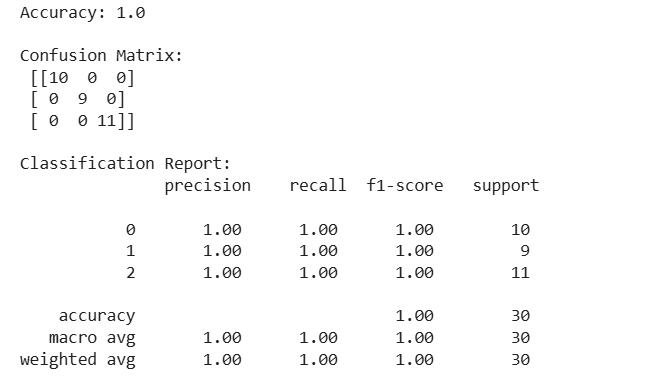 Accuracy: 1.0
Confusion Matrix:
[[10  0  0]
[ 0  9  0]
[ 0  0 11]]
Classification Report:
precision    recall  f1-score   support
0       1.00      1.00      1.00        10
1       1.00      1.00      1.00         9
2       1.00      1.00      1.00        11
accuracy                           1.00        30
macro avg       1.00      1.00      1.00        30
weighted avg       1.00      1.00      1.00        30